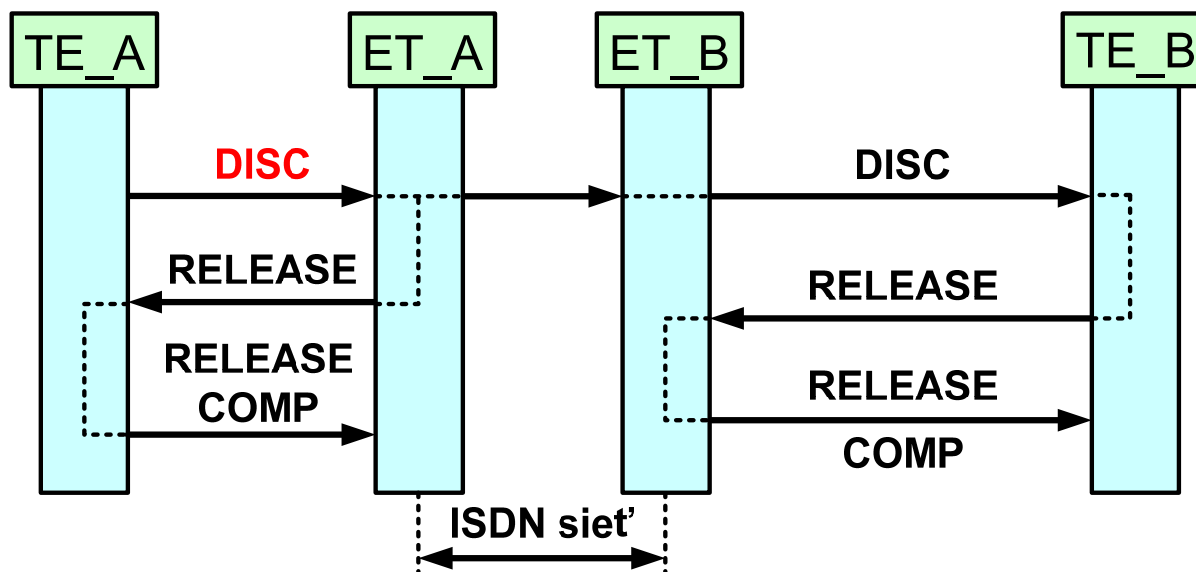 TE_A
ET_A
ET_B
TE_B
DISC
DISC
RELEASE
RELEASE
RELEASE
COMP
RELEASE
COMP
ISDN siet'